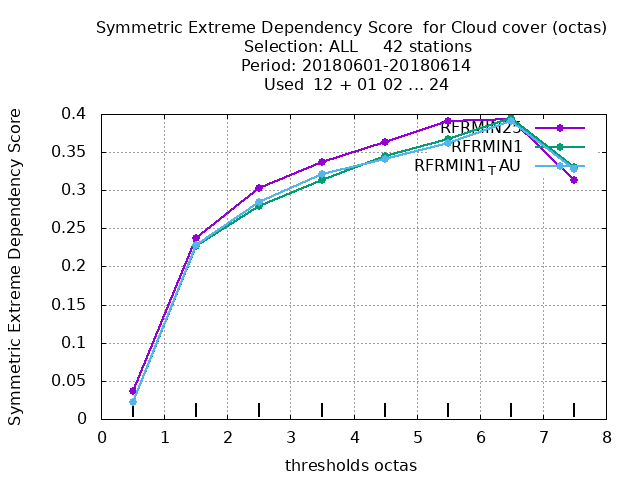 Symmetric Extreme Dependency Score  for Cloud cover (octas)
Selection: ALL     42 stations
Period: 20180601-20180614
Used  12 + 01 02 ... 24
Symmetric Extreme Dependency Score
0.4
0.35
0.3
0.25
0.2
0.15
0.1
0.05
0
RFRMIN25
RFRMIN1
RFRMIN1TAU
0 1 2 3 4 5 6 7 8
thresholds octas